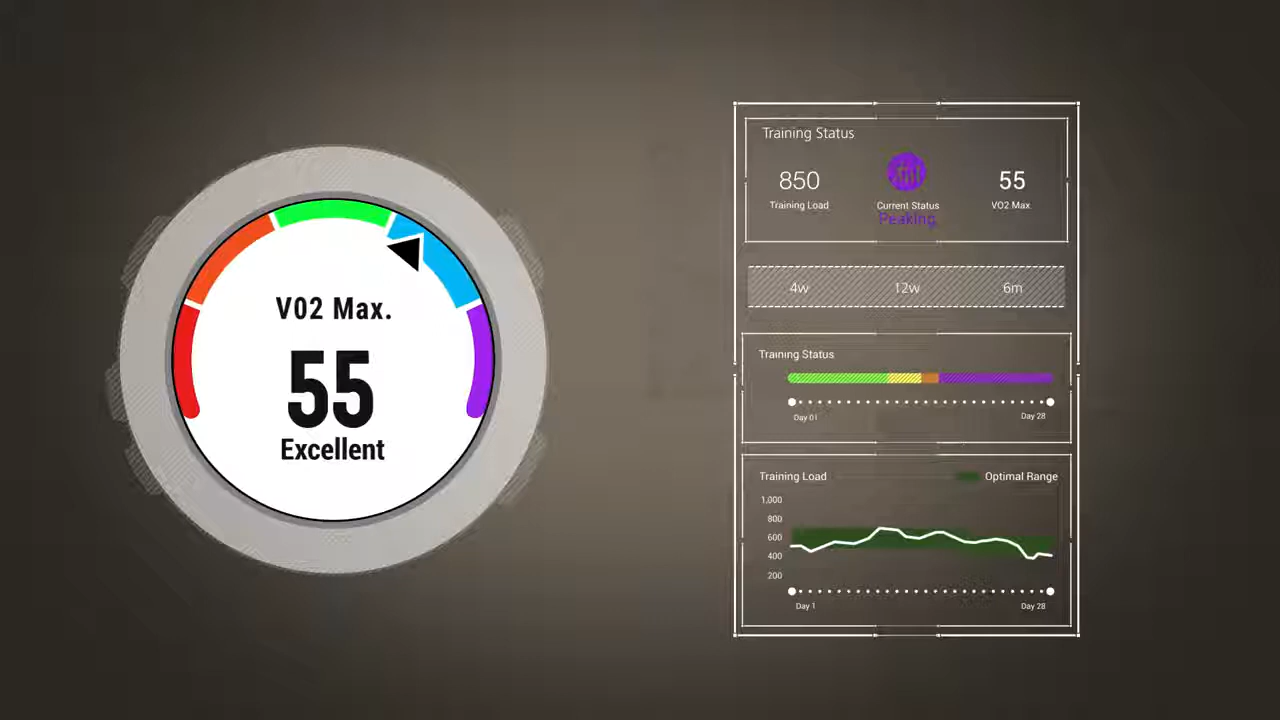 V02 Max.
55
Excellent
Training Status
850
55
Training Load
Current Status
VO2 Max.
Peaking
4w
12w
6m
Training Status
Day 01
Day 28
Training Load
Optimal Range
1,000
800
600
400
200
Day 1
Day 28